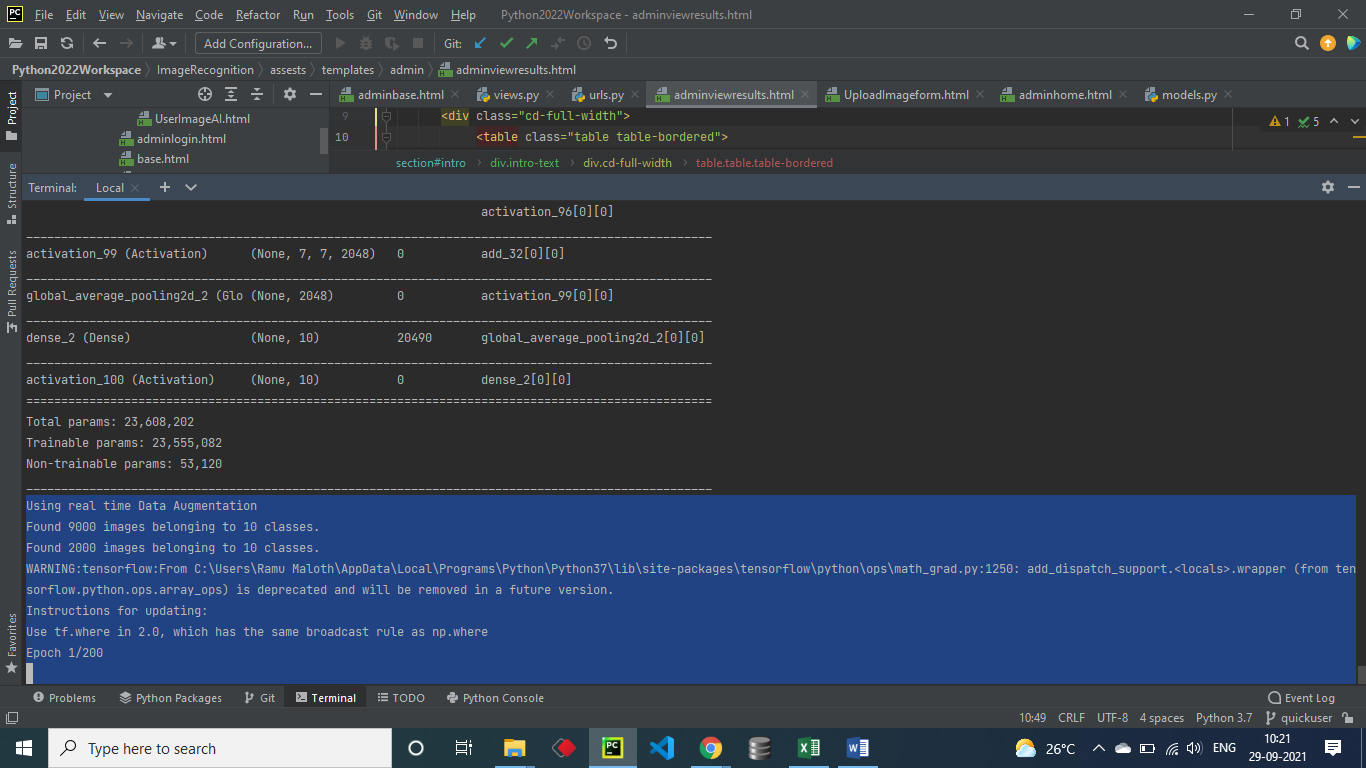 File Edit View Navigate Code Refactor Run Tools Git Window Help Python2022Workspace - adminviewresults.html
Add Configuration... Git:
Python2022Workspace ImageRecognition assests templates admin adminviewresults.html
Project
adminbase.html views.py urls.py adminviewresults.html UploadImageform.html adminhome.html models.py
UserImageAI.html
adminlogin.html
base.html
9 <div class="cd-full-width">
10 <table class="table table-bordered">
1 5
section#intro div.intro-text div.cd-full-width table.table.table-bordered
Project
Structure
Pull Requests
Favorites
Terminal: Local
activation_96[0][0]
__________________________________________________________________________________________________
activation_99 (Activation) (None, 7, 7, 2048) 0 add_32[0][0]
__________________________________________________________________________________________________
global_average_pooling2d_2 (Glo (None, 2048) 0 activation_99[0][0]
__________________________________________________________________________________________________
dense_2 (Dense) (None, 10) 20490 global_average_pooling2d_2[0][0]
__________________________________________________________________________________________________
activation_100 (Activation) (None, 10) 0 dense_2[0][0]
==================================================================================================
Total params: 23,608,202
Trainable params: 23,555,082
Non-trainable params: 53,120
__________________________________________________________________________________________________
Using real time Data Augmentation
Found 9000 images belonging to 10 classes.
Found 2000 images belonging to 10 classes.
WARNING:tensorflow:From C:\Users\Ramu Maloth\AppData\Local\Programs\Python\Python37\lib\site-packages\tensorflow\python\ops\math_grad.py:1250: add_dispatch_support.<locals>.wrapper (from ten
sorflow.python.ops.array_ops) is deprecated and will be removed in a future version.
Instructions for updating:
Use tf.where in 2.0, which has the same broadcast rule as np.where
Epoch 1/200
Problems Python Packages Git Terminal TODO Python Console Event Log
10:49 CRLF UTF-8 4 spaces Python 3.7 quickuser
Type here to search
26°C ENG
10:21
29-09-2021